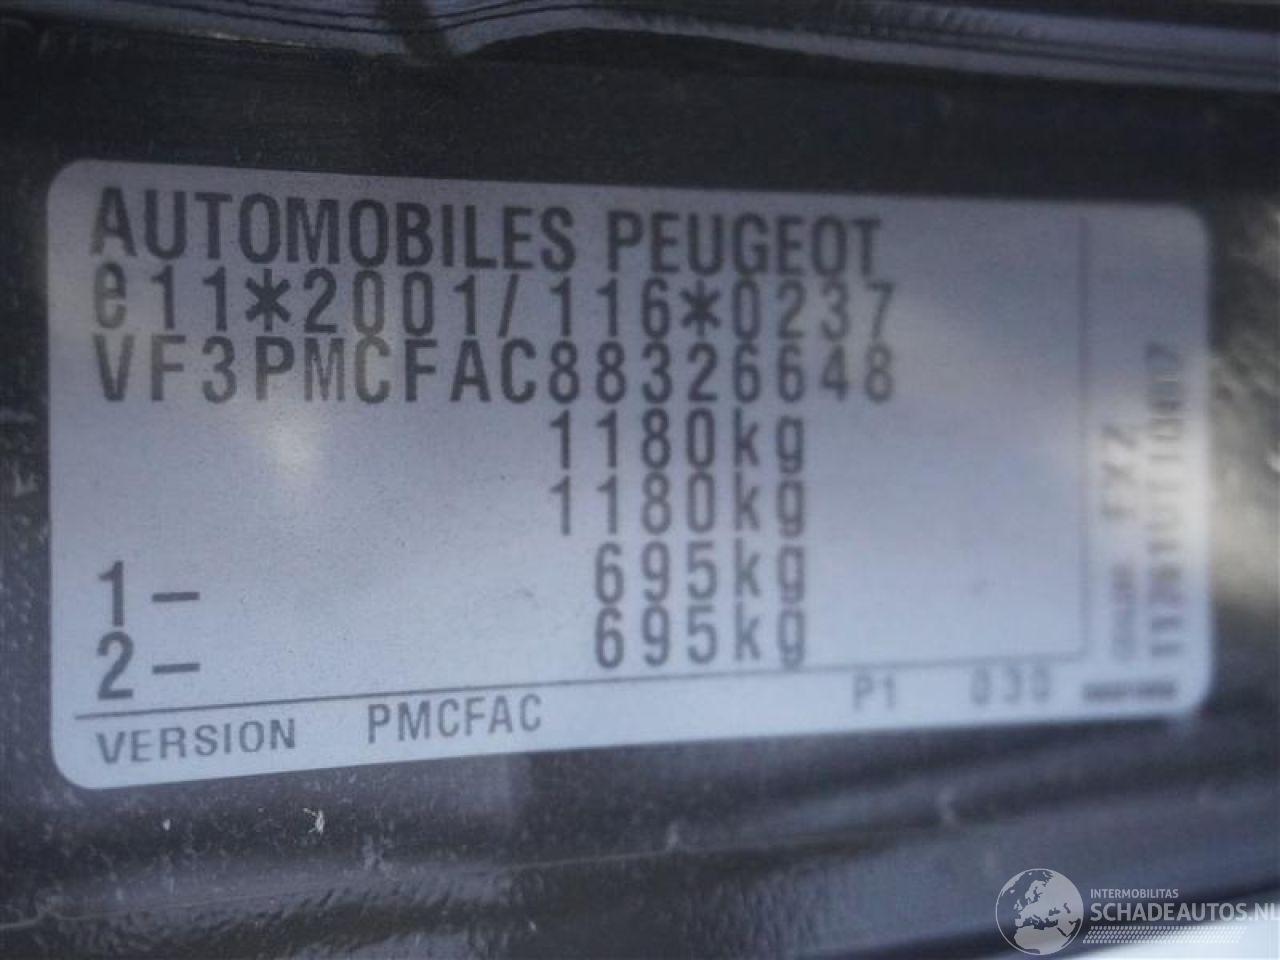 AUTOMOBILES PEUGEOT
e11*2001/116*0237
VF3PMCFAC88326648
1180kg
1180kg
1- 695kg
2- 695kg
VERSION PMCFAC P1 030
INTERMOBILITAS
SCHADEAUTOS.NL